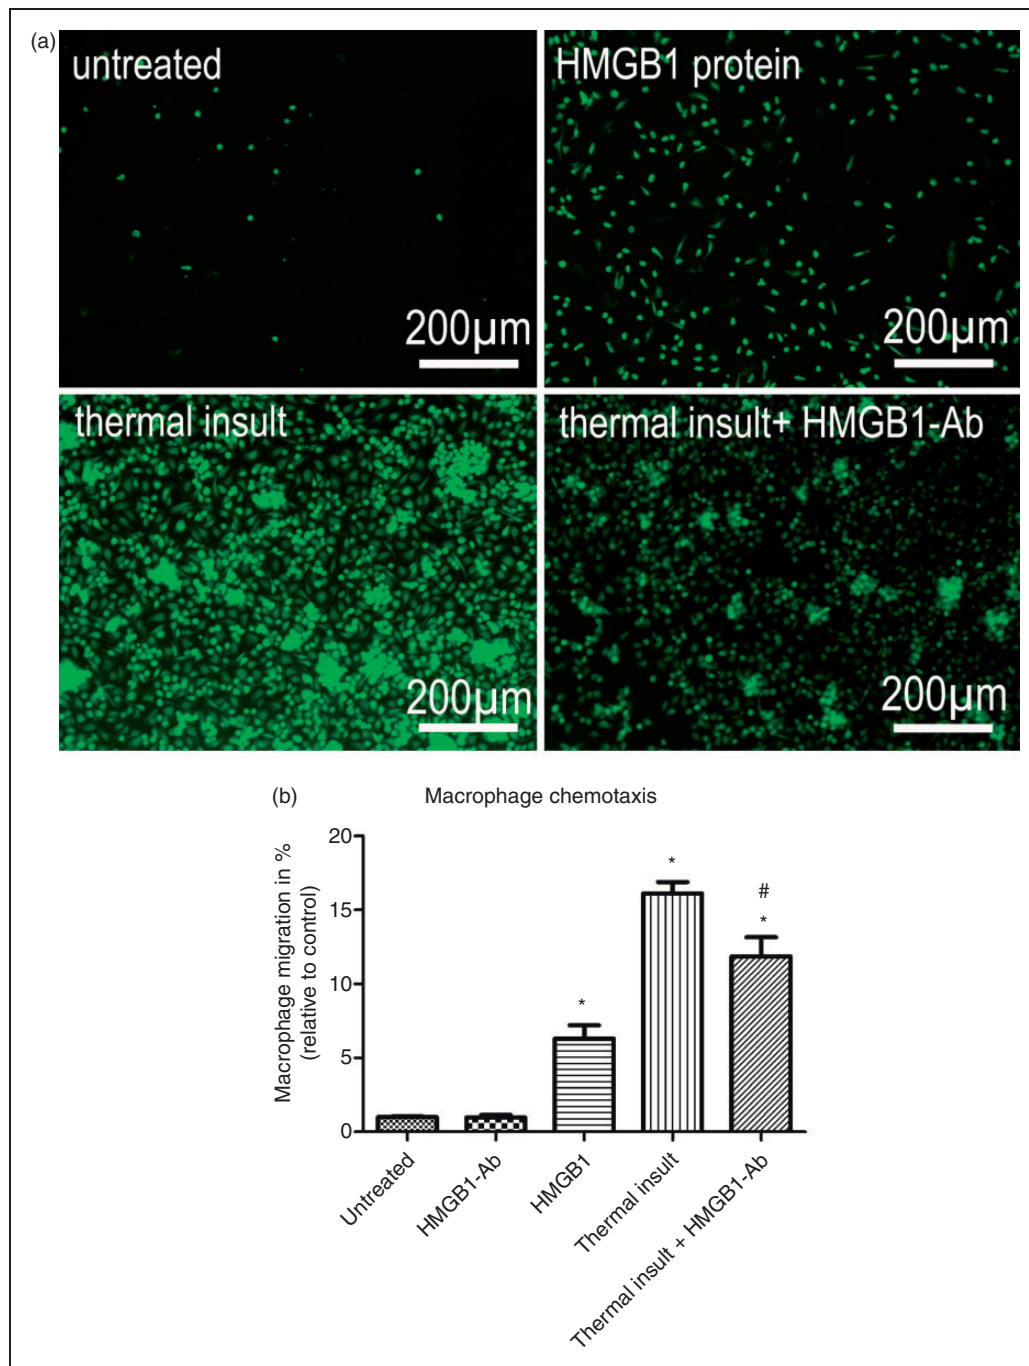 (a)
untreated
200µm
HMGB1 protein
200µm
thermal insult
200µm
thermal insult+ HMGB1-Ab
200µm
(b)
Macrophage chemotaxis
Macrophage migration in %
(relative to control)
20
15
10
5
0
*
*
#
*
Untreated
HMGB1-Ab
HMGB1
Thermal insult
Thermal insult + HMGB1-Ab